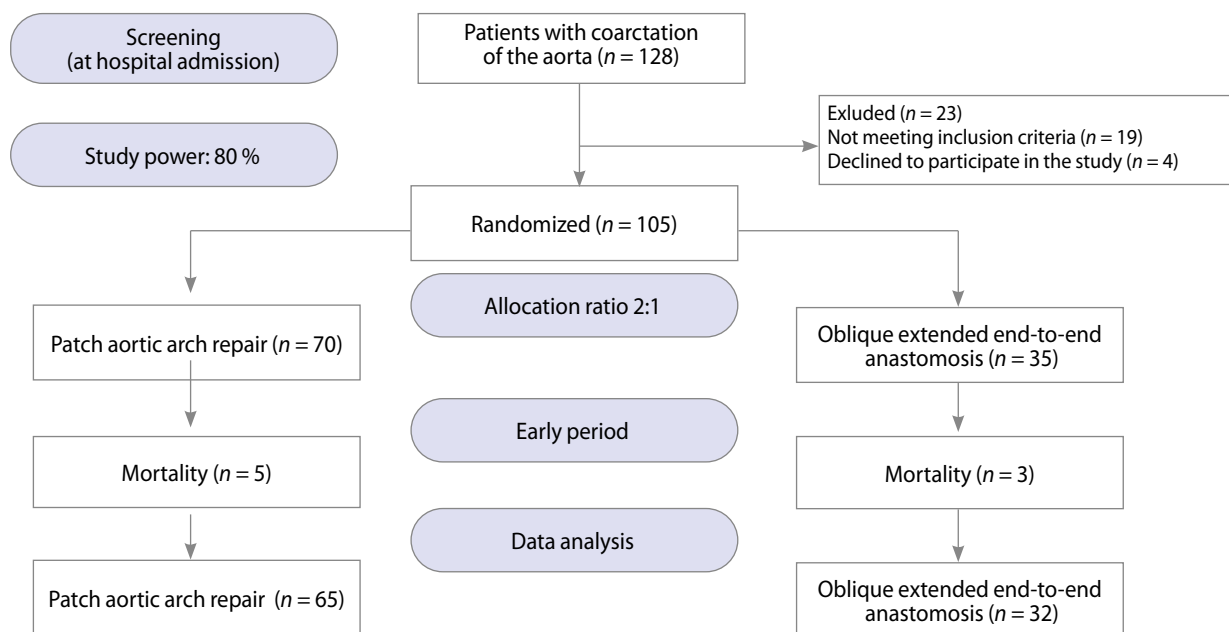 Screening
(at hospital admission)
Patients with coarctation
of the aorta (n = 128)
Study power: 80 %
Exluded (n = 23)
Not meeting inclusion criteria (n = 19)
Declined to participate in the study (n = 4)
Randomized (n = 105)
Allocation ratio 2:1
Patch aortic arch repair (n = 70)
Oblique extended end-to-end
anastomosis (n = 35)
Early period
Mortality (n = 5)
Mortality (n = 3)
Data analysis
Patch aortic arch repair (n = 65)
Oblique extended end-to-end
anastomosis (n = 32)